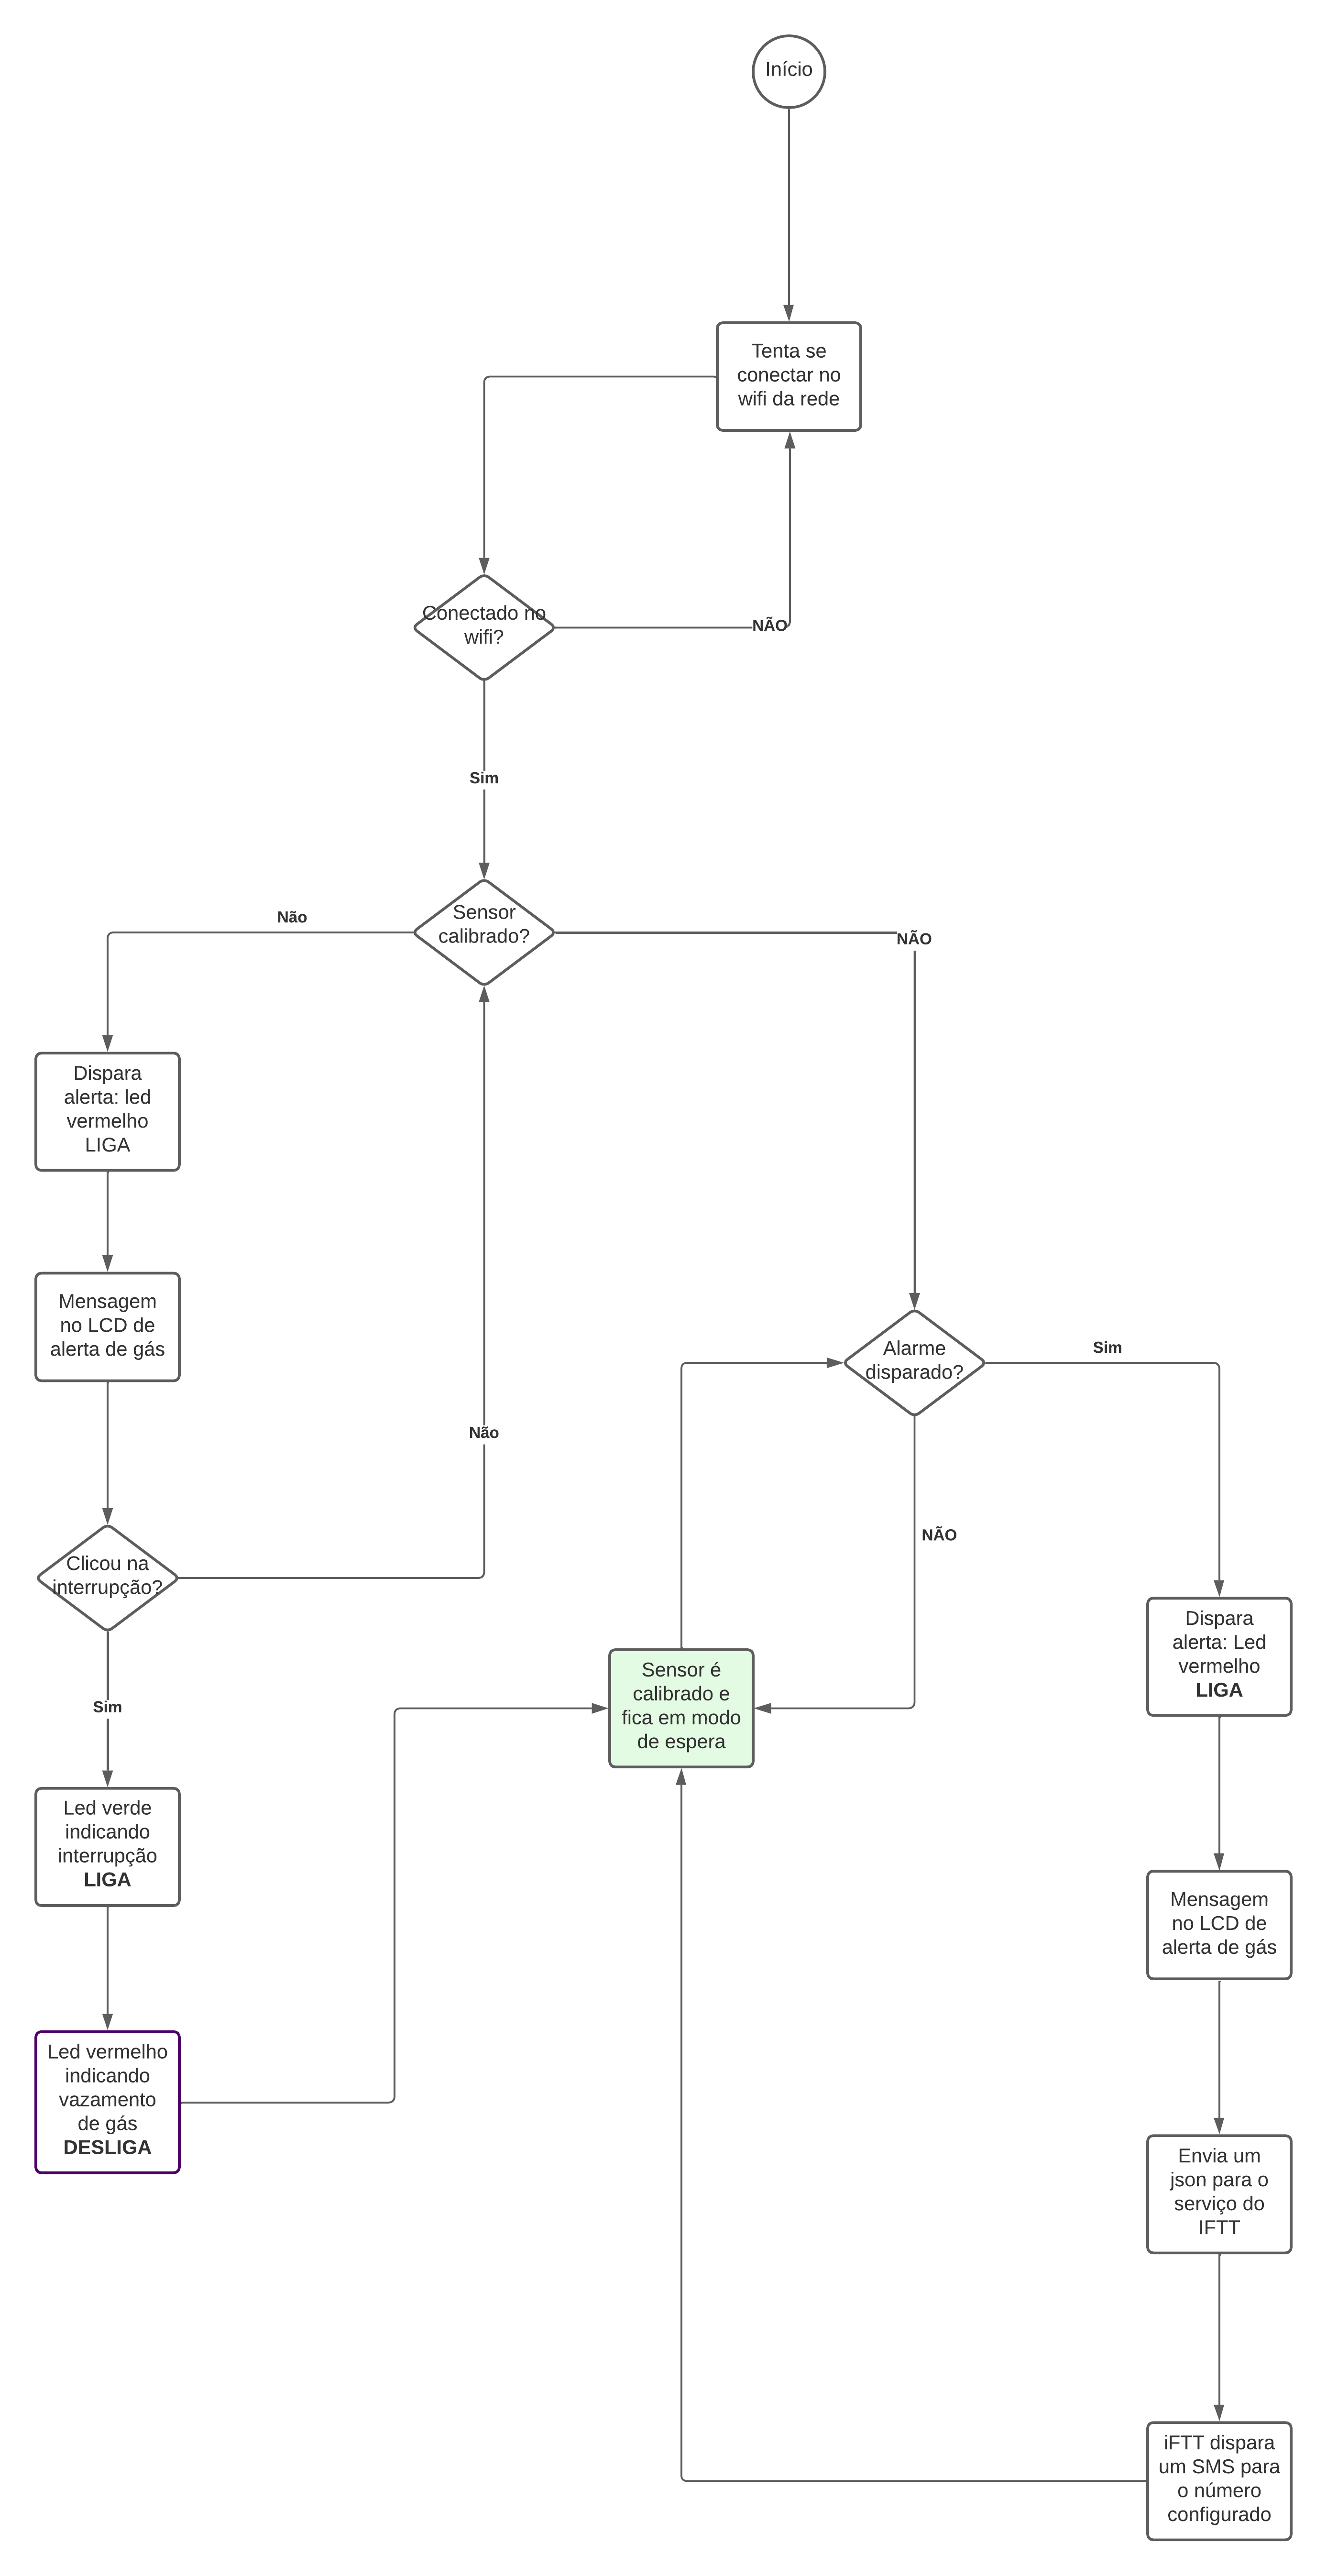 Início
Tenta se
conectar no
wifi da rede
Conectado no
wifi?
NÃO
Sim
Sensor
calibrado?
Não
NÃO
Dispara
alerta: led
vermelho
LIGA
Mensagem
no LCD de
alerta de gás
Clicou na
interrupção?
Não
Sim
Led verde
indicando
interrupção
LIGA
Led vermelho
indicando
vazamento
de gás
DESLIGA
Sensor é
calibrado e
fica em modo
de espera
Alarme
disparado?
Sim
NÃO
Dispara
alerta: Led
vermelho
LIGA
Mensagem
no LCD de
alerta de gás
Envia um
json para o
serviço do
IFTT
iFTT dispara
um SMS para
o número
configurado